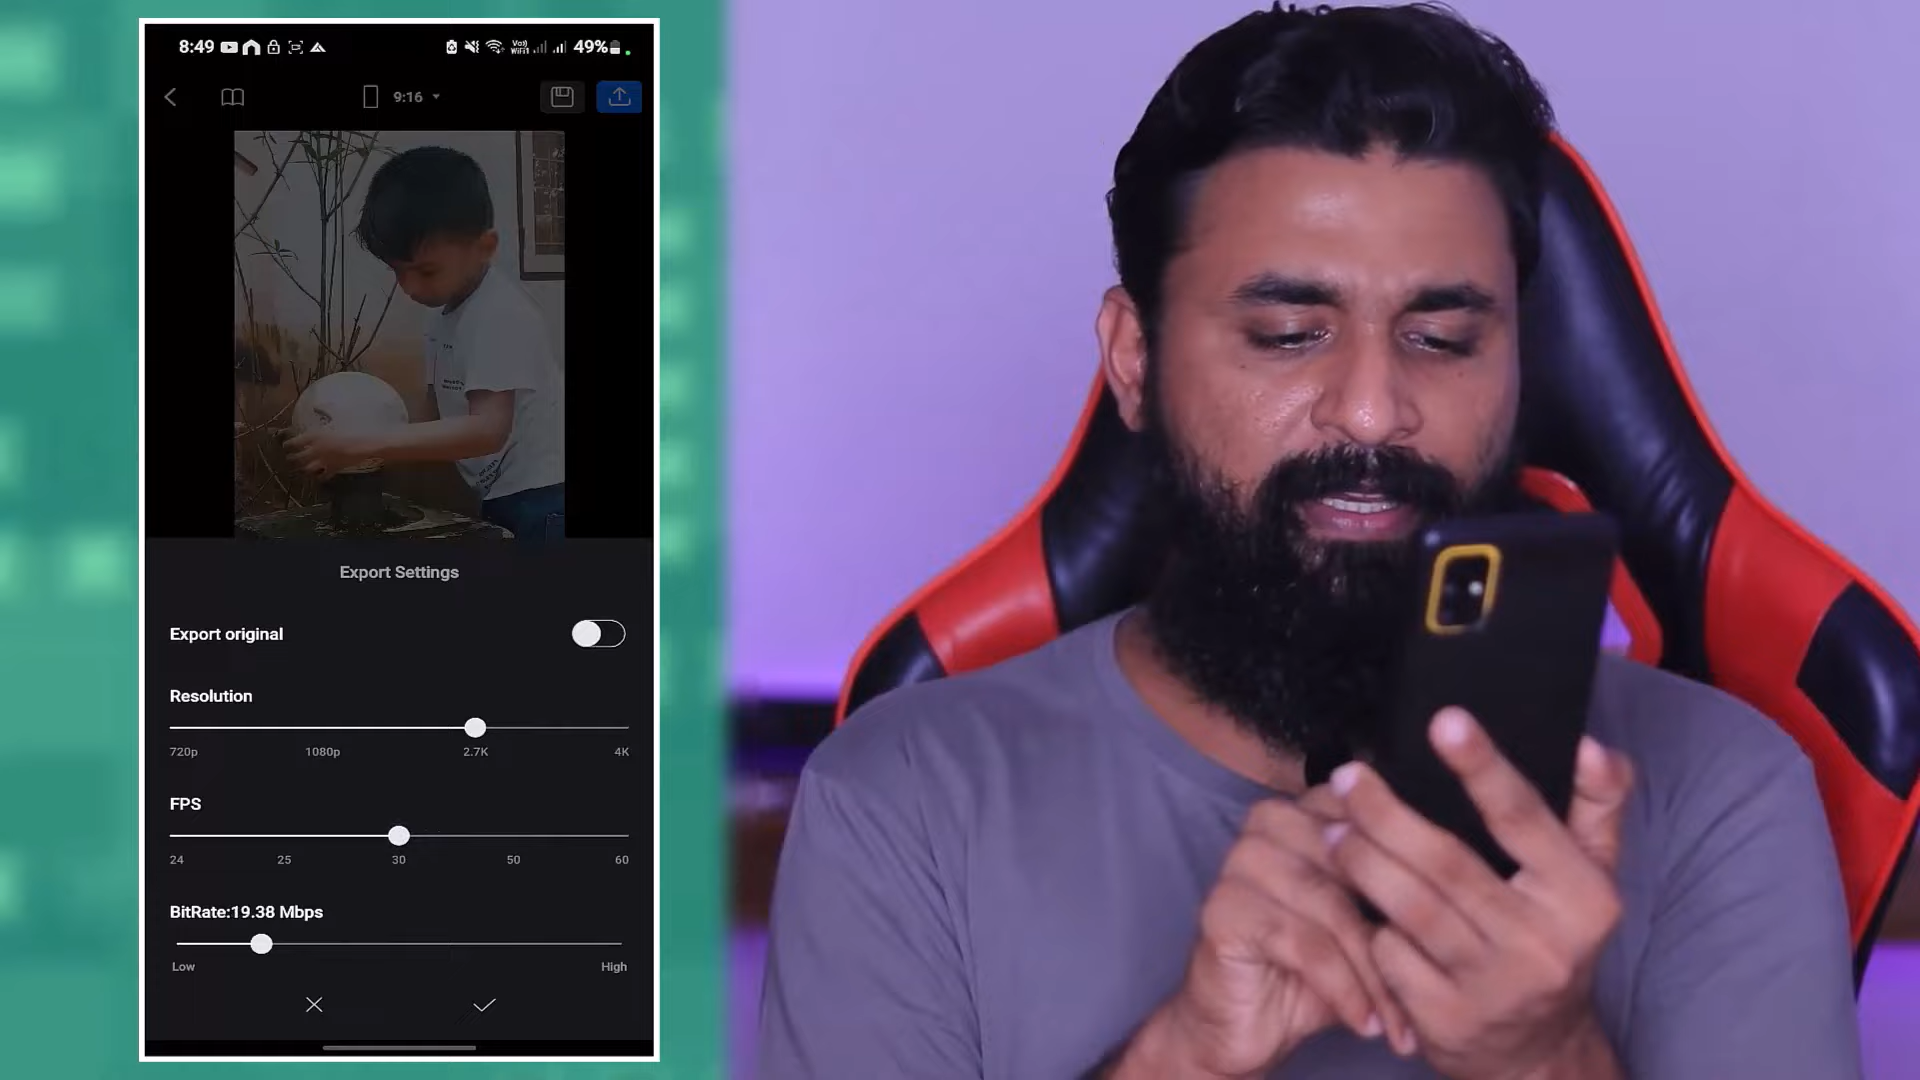 8:49
49%
9:16
Export Settings
Export original
Resolution
720p 1080p 2.7K 4K
FPS
24 25 30 50 60
BitRate:19.38 Mbps
Low High